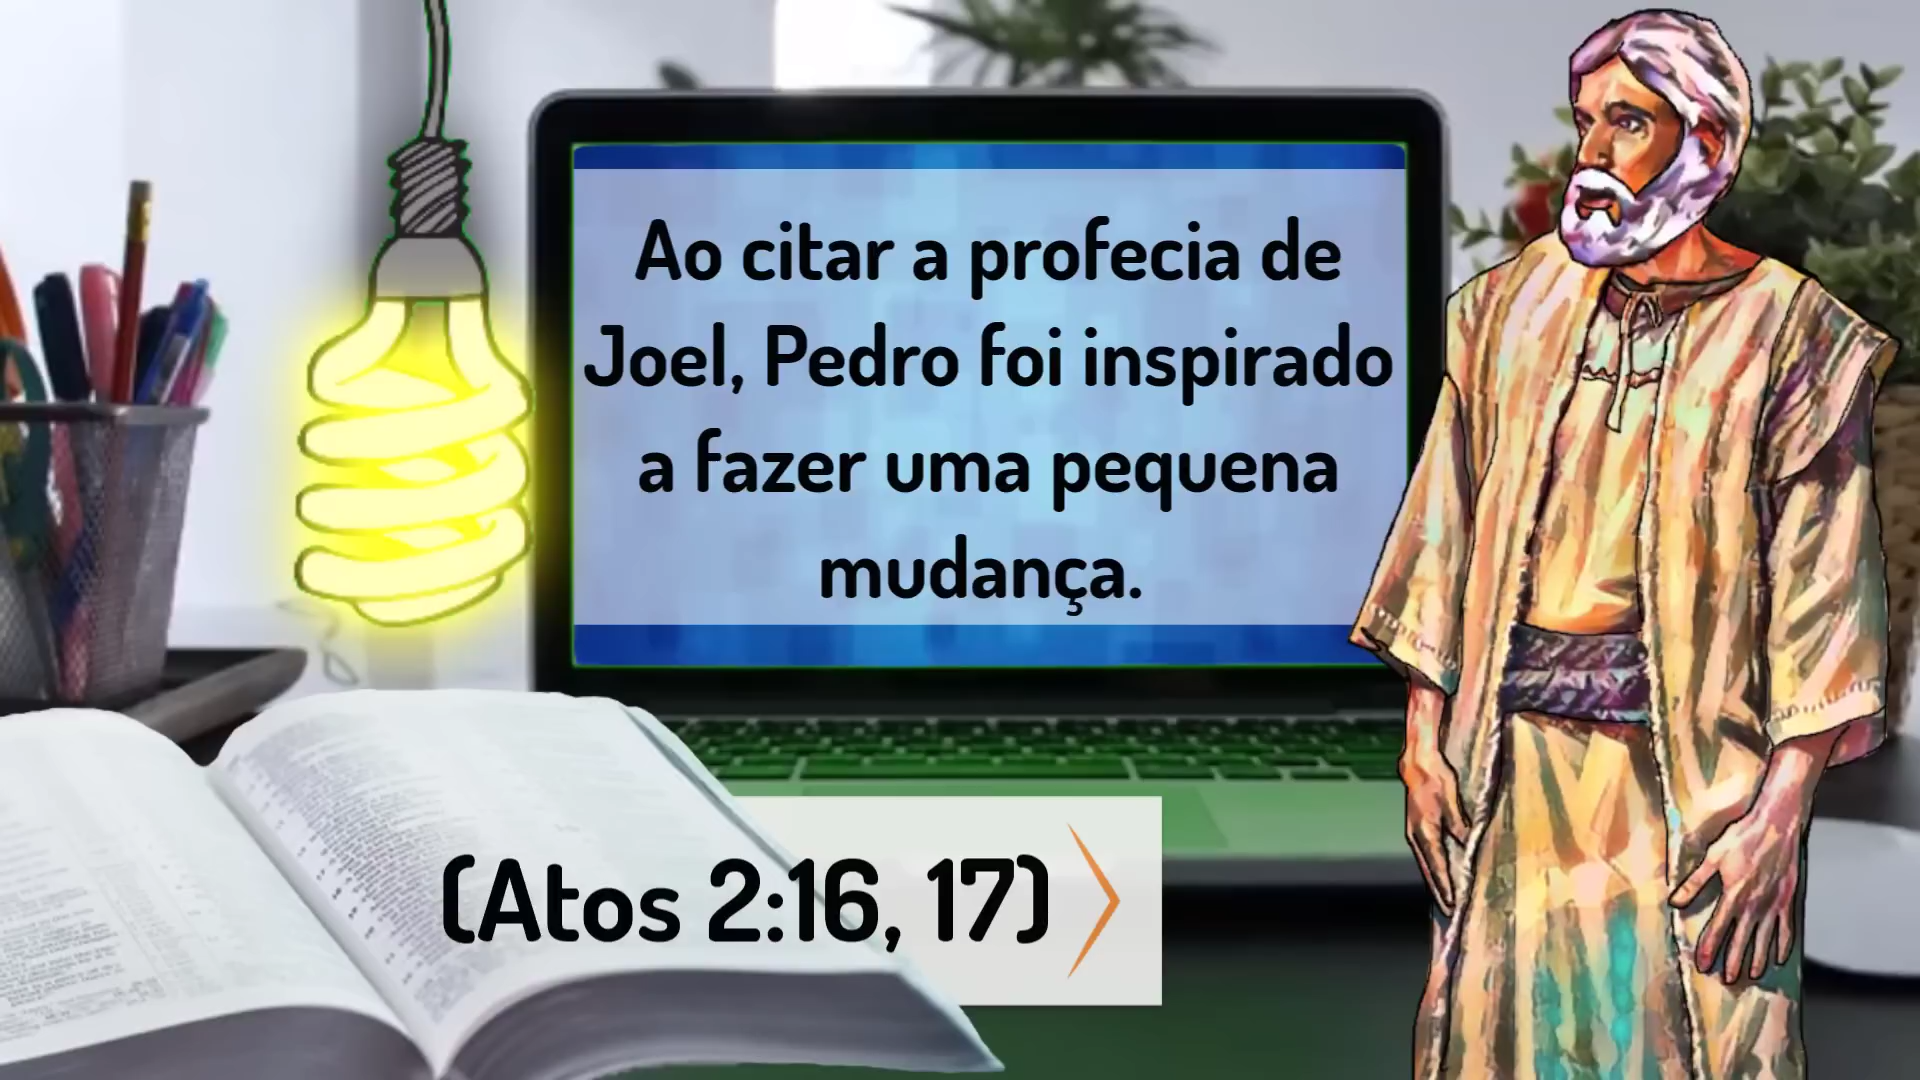 Ao citar a profecia de
Joel, Pedro foi inspirado
a fazer uma pequena
mudança.
(Atos 2:16, 17)